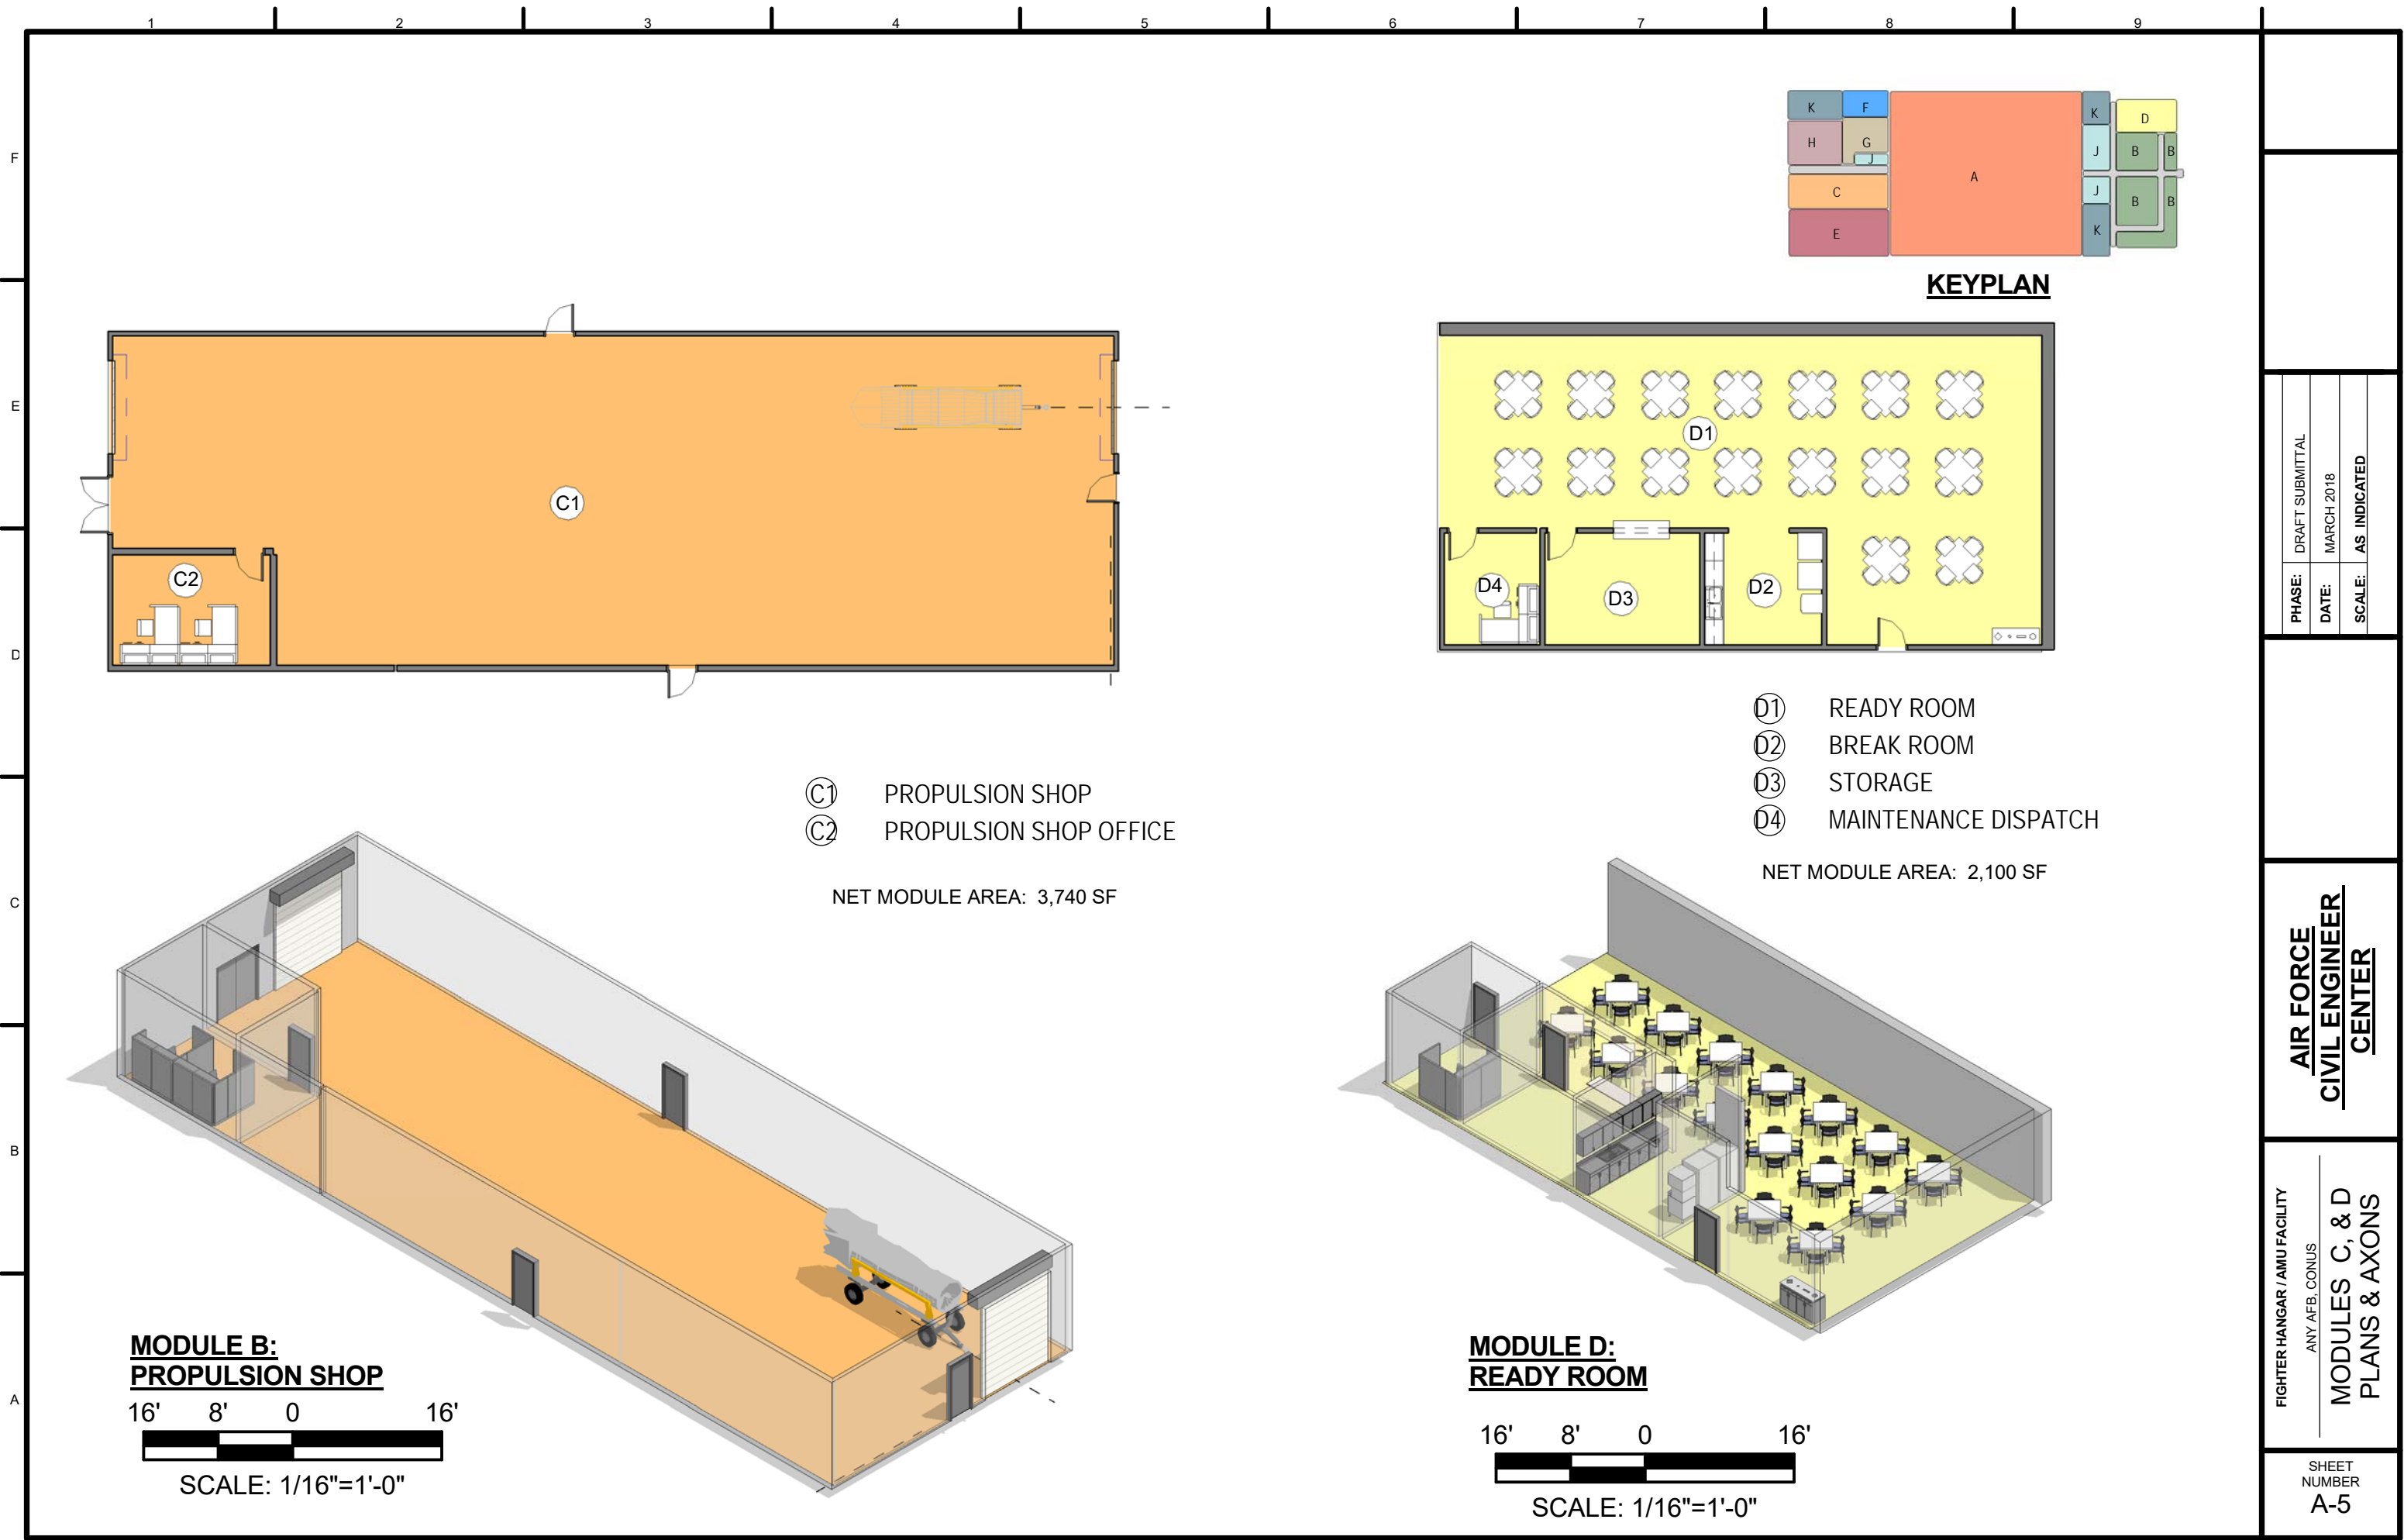 1 2 3 4 5 6 7 8 9
F
E
D
C
B
A
K F
H G
J
C
E
A
K D
J B B
J B B
K
KEYPLAN
C1
C2
D1
D4
D3
D2
C1 PROPULSION SHOP
C2 PROPULSION SHOP OFFICE
NET MODULE AREA: 3,740 SF
D1 READY ROOM
D2 BREAK ROOM
D3 STORAGE
D4 MAINTENANCE DISPATCH
NET MODULE AREA: 2,100 SF
MODULE B:
PROPULSION SHOP
16' 8' 0 16'
SCALE: 1/16"=1'-0"
MODULE D:
READY ROOM
16' 8' 0 16'
SCALE: 1/16"=1'-0"
PHASE: DRAFT SUBMITTAL
DATE: MARCH 2018
SCALE: AS INDICATED
AIR FORCE
CIVIL ENGINEER
CENTER
FIGHTER HANGAR / AMU FACILITY
ANY AFB, CONUS
MODULES C, & D
PLANS & AXONS
SHEET
NUMBER
A-5